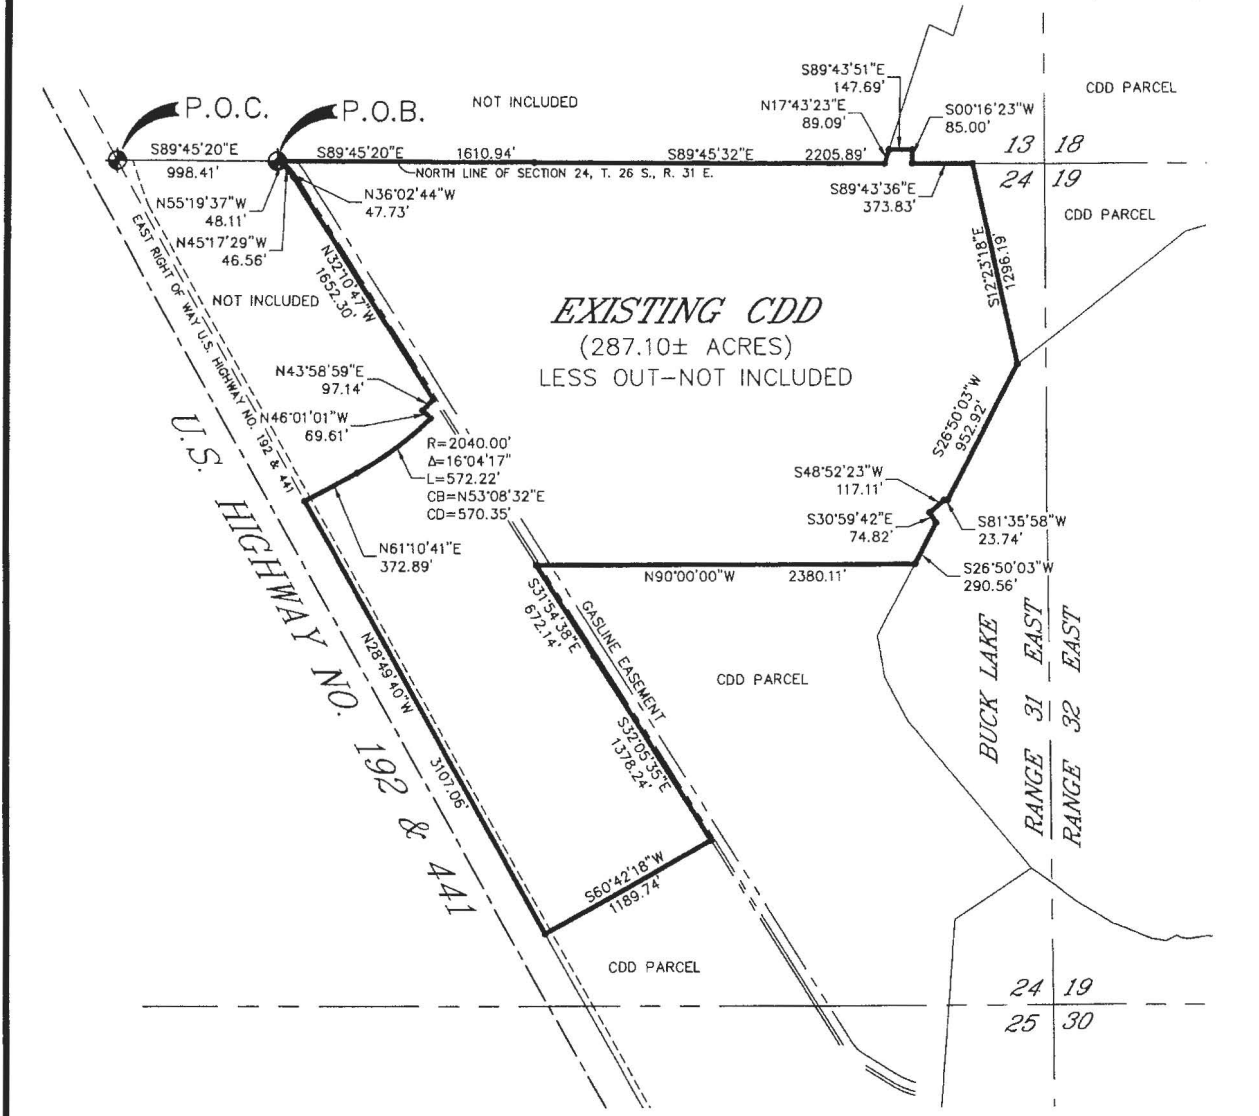 S89°43'51"E
147.69'
CDD PARCEL
P.O.C.
P.O.B.
NOT INCLUDED
N17°43'23"E
89.09'
S00°16'23"W
85.00'
S89°45'20"E
998.41'
S89°45'20"E
1610.94'
S89°45'32"E
2205.89'
13 18
24 19
NORTH LINE OF SECTION 24, T. 26 S., R. 31 E.
S89°43'36"E
373.83'
N55°19'37"W
48.11'
N36°02'44"W
47.73'
CDD PARCEL
N45°17'29"W
46.56'
EAST RIGHT OF WAY U.S. HIGHWAY NO. 192 & 441
N32°10'47"W
1652.30'
S12°23'18"E
1296.19'
NOT INCLUDED
EXISTING CDD
(287.10± ACRES)
LESS OUT-NOT INCLUDED
N43°58'59"E
97.14'
N46°01'01"W
69.61'
S26°50'03"W
952.92'
U.S. HIGHWAY NO. 192 & 441
R=2040.00'
Δ=16°04'17"
L=572.22'
CB=N53°08'32"E
CD=570.35'
S48°52'23"W
117.11'
S30°59'42"E
74.82'
S81°35'58"W
23.74'
N61°10'41"E
372.89'
N90°00'00"W
2380.11'
S26°50'03"W
290.56'
S31°54'38"E
672.14'
GASLINE EASEMENT
N28°49'40"W
3107.06'
CDD PARCEL
BUCK LAKE
RANGE 31 EAST
RANGE 32 EAST
S32°05'35"E
1378.24'
S60°42'18"W
1189.74'
CDD PARCEL
24 19
25 30